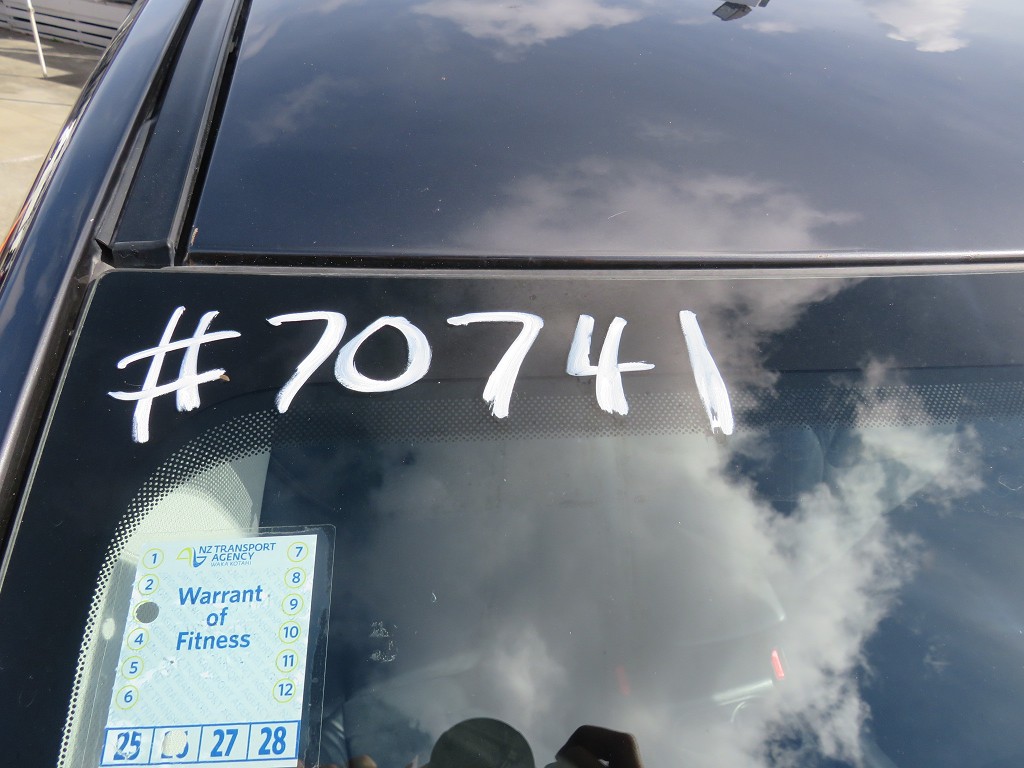 #70741
1
NZ TRANSPORT
AGENCY
WAKA KOTAHI
7
2
8
Warrant
of
Fitness
9
4
10
5
11
6
12
25 27 28